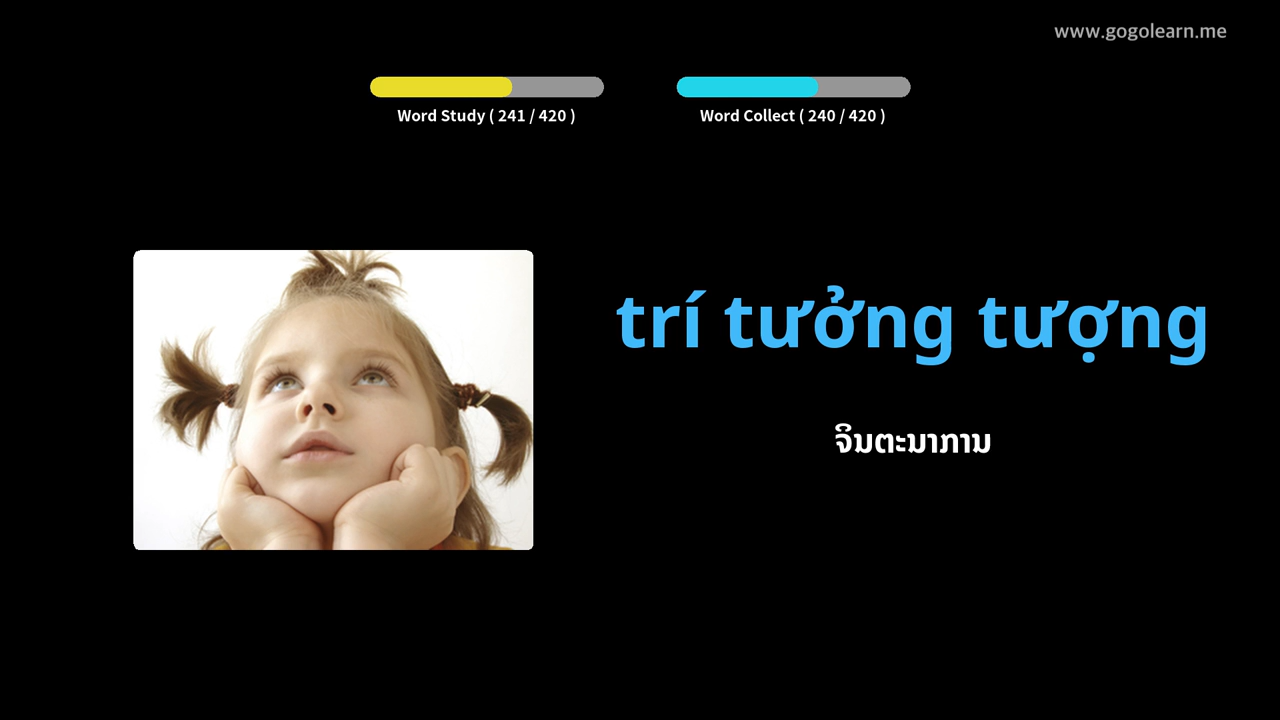 www.gogolearn.me
Word Study ( 241 / 420 )
Word Collect ( 240 / 420 )
trí tưởng tượng
ຈິນຕະນາການ